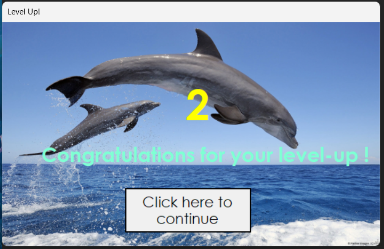 Level Up!
2
Congratulations for your level-up !
Click here to
continue